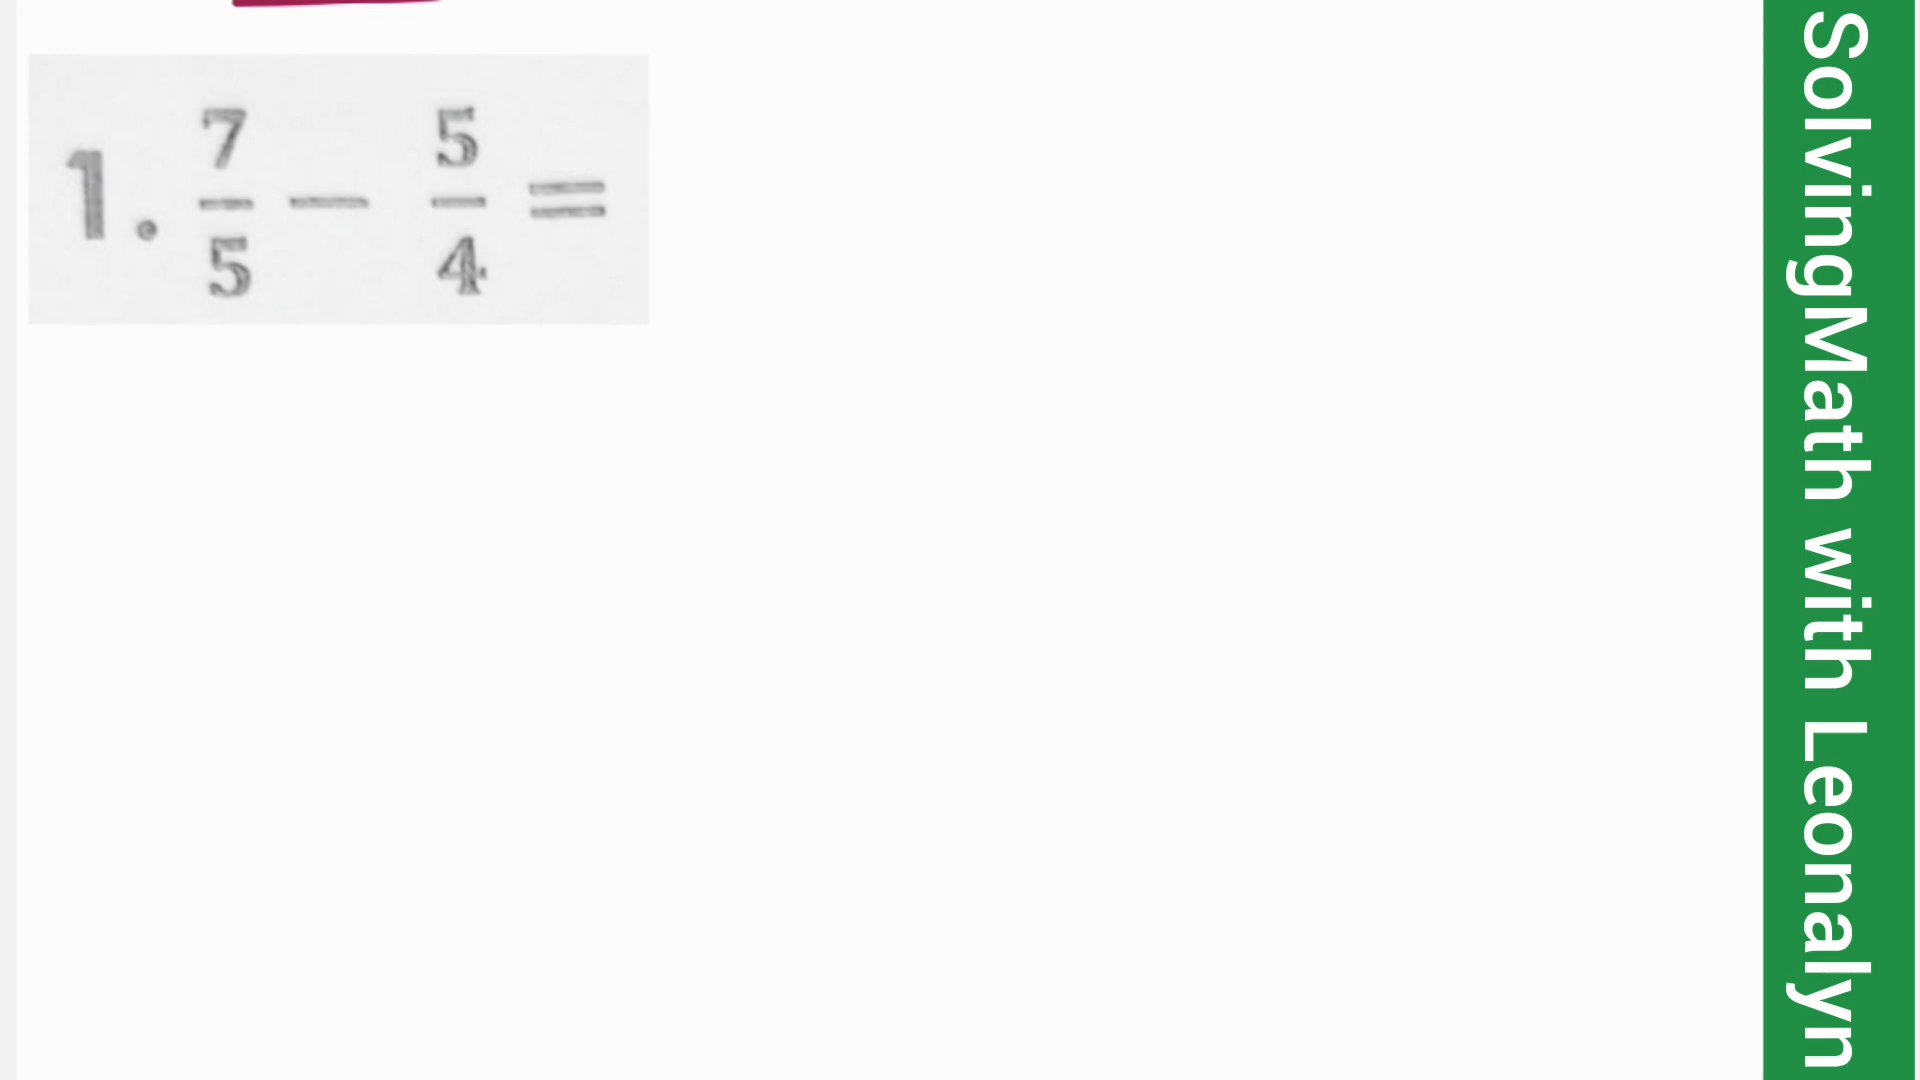 1. 7/5 — 5/4 =
SolvingMath with Leonalyn